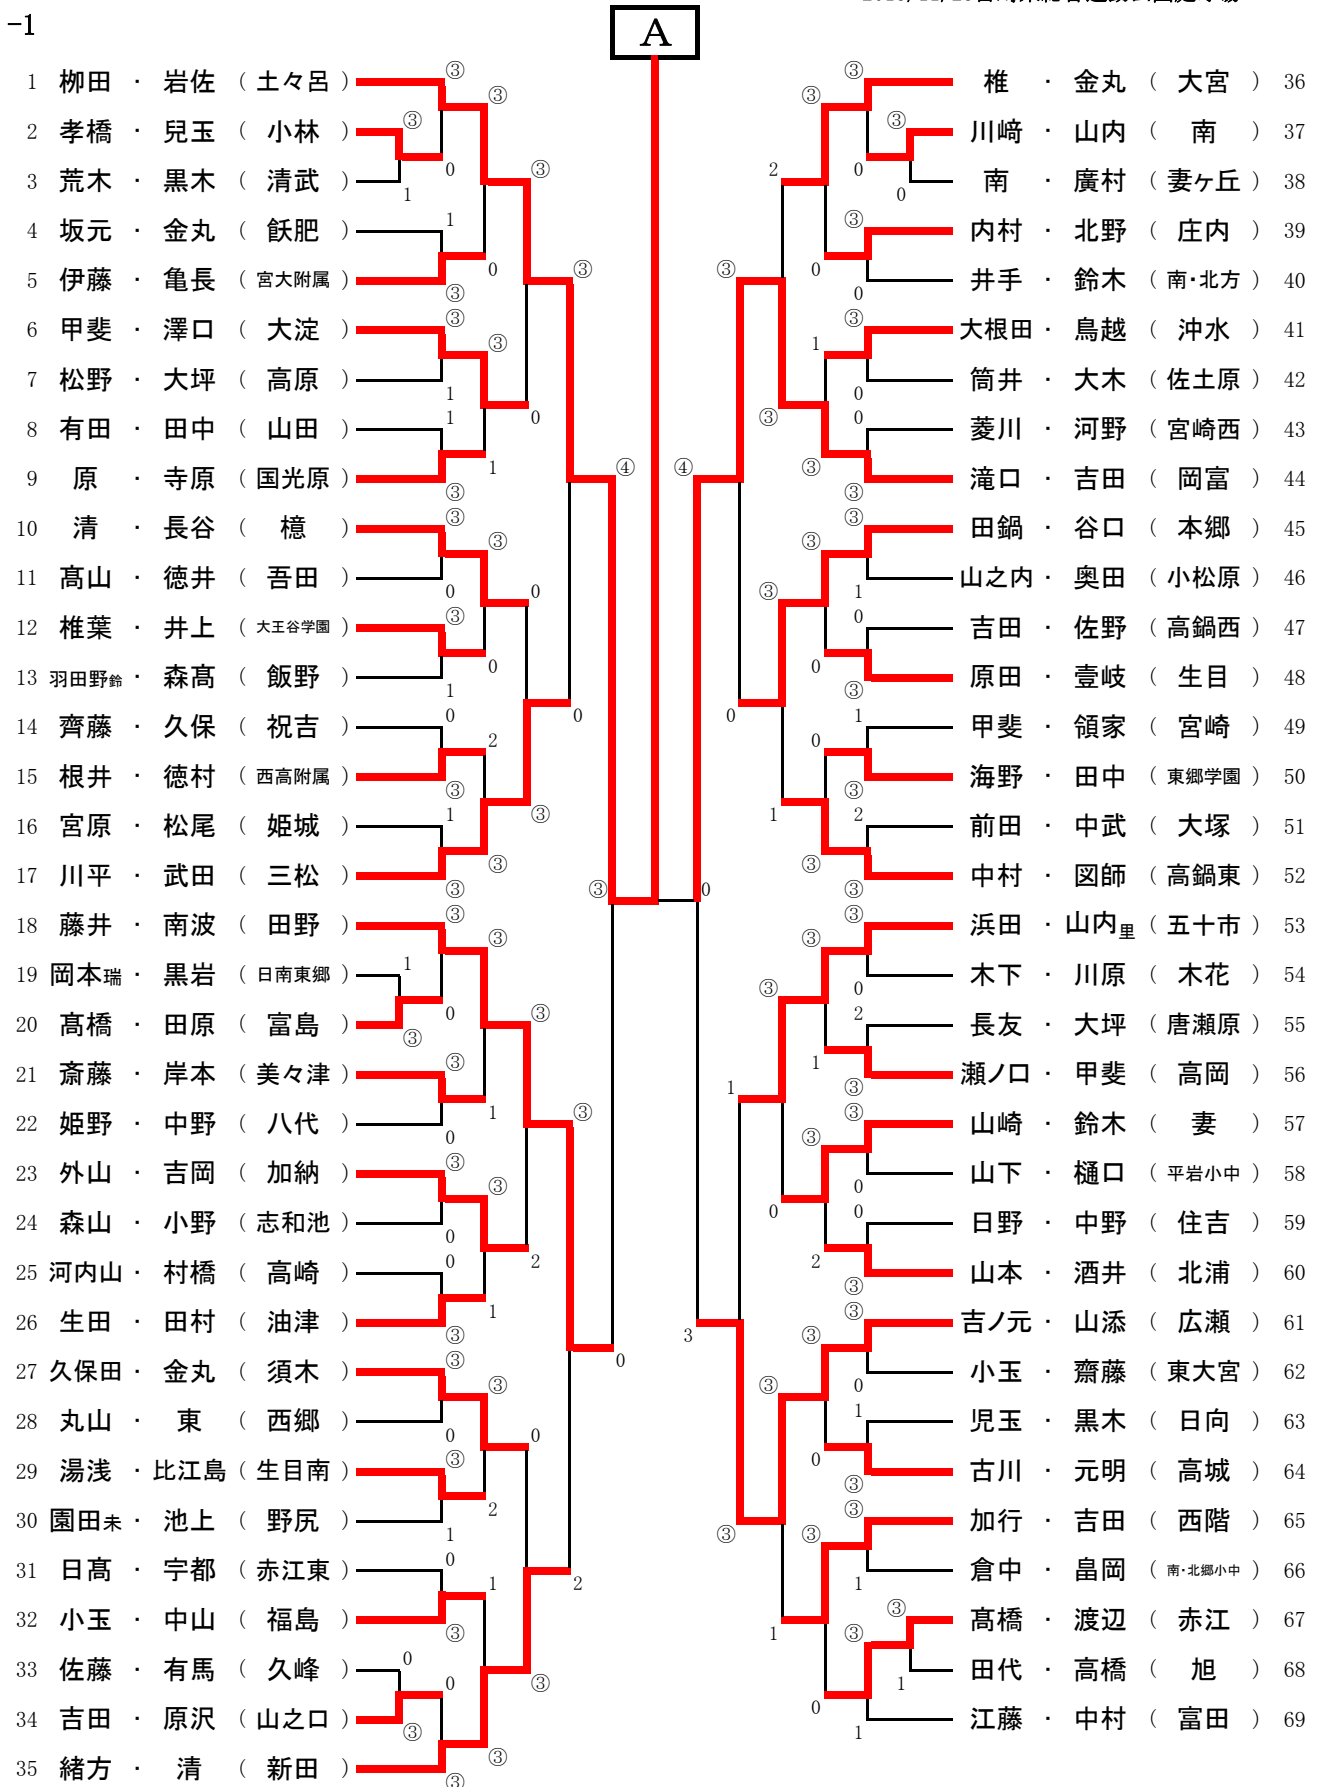 -1
A
1 栁田 ・ 岩佐 ( 土々呂 )
2 孝橋 ・ 兒玉 ( 小林 )
3 荒木 ・ 黒木 ( 清武 )
4 坂元 ・ 金丸 ( 飫肥 )
5 伊藤 ・ 亀長 ( 宮大附属 )
6 甲斐 ・ 澤口 ( 大淀 )
7 松野 ・ 大坪 ( 高原 )
8 有田 ・ 田中 ( 山田 )
9 原 ・ 寺原 ( 国光原 )
10 清 ・ 長谷 ( 檍 )
11 髙山 ・ 徳井 ( 吾田 )
12 椎葉 ・ 井上 ( 大王谷学園 )
13 羽田野鈴 ・ 森髙 ( 飯野 )
14 齊藤 ・ 久保 ( 祝吉 )
15 根井 ・ 徳村 ( 西高附属 )
16 宮原 ・ 松尾 ( 姫城 )
17 川平 ・ 武田 ( 三松 )
18 藤井 ・ 南波 ( 田野 )
19 岡本瑞 ・ 黒岩 ( 日南東郷 )
20 髙橋 ・ 田原 ( 富島 )
21 斎藤 ・ 岸本 ( 美々津 )
22 姫野 ・ 中野 ( 八代 )
23 外山 ・ 吉岡 ( 加納 )
24 森山 ・ 小野 ( 志和池 )
25 河内山 ・ 村橋 ( 高崎 )
26 生田 ・ 田村 ( 油津 )
27 久保田 ・ 金丸 ( 須木 )
28 丸山 ・ 東 ( 西郷 )
29 湯浅 ・ 比江島 ( 生目南 )
30 園田未 ・ 池上 ( 野尻 )
31 日髙 ・ 宇都 ( 赤江東 )
32 小玉 ・ 中山 ( 福島 )
33 佐藤 ・ 有馬 ( 久峰 )
34 吉田 ・ 原沢 ( 山之口 )
35 緒方 ・ 清 ( 新田 )
椎 ・ 金丸 ( 大宮 ) 36
川﨑 ・ 山内 ( 南 ) 37
南 ・ 廣村 ( 妻ヶ丘 ) 38
内村 ・ 北野 ( 庄内 ) 39
井手 ・ 鈴木 ( 南・北方 ) 40
大根田 ・ 鳥越 ( 沖水 ) 41
筒井 ・ 大木 ( 佐土原 ) 42
菱川 ・ 河野 ( 宮崎西 ) 43
滝口 ・ 吉田 ( 岡富 ) 44
田鍋 ・ 谷口 ( 本郷 ) 45
山之内 ・ 奥田 ( 小松原 ) 46
吉田 ・ 佐野 ( 高鍋西 ) 47
原田 ・ 壹岐 ( 生目 ) 48
甲斐 ・ 領家 ( 宮崎 ) 49
海野 ・ 田中 ( 東郷学園 ) 50
前田 ・ 中武 ( 大塚 ) 51
中村 ・ 図師 ( 高鍋東 ) 52
浜田 ・ 山内里 ( 五十市 ) 53
木下 ・ 川原 ( 木花 ) 54
長友 ・ 大坪 ( 唐瀬原 ) 55
瀬ノ口 ・ 甲斐 ( 高岡 ) 56
山崎 ・ 鈴木 ( 妻 ) 57
山下 ・ 樋口 ( 平岩小中 ) 58
日野 ・ 中野 ( 住吉 ) 59
山本 ・ 酒井 ( 北浦 ) 60
吉ノ元 ・ 山添 ( 広瀬 ) 61
小玉 ・ 齋藤 ( 東大宮 ) 62
児玉 ・ 黒木 ( 日向 ) 63
古川 ・ 元明 ( 高城 ) 64
加行 ・ 吉田 ( 西階 ) 65
倉中 ・ 畠岡 ( 南・北郷小中 ) 66
髙橋 ・ 渡辺 ( 赤江 ) 67
田代 ・ 高橋 ( 旭 ) 68
江藤 ・ 中村 ( 富田 ) 69